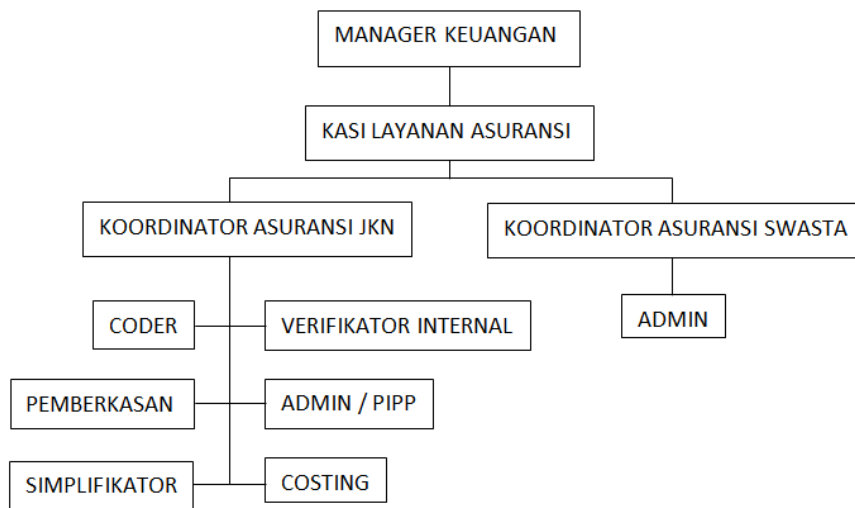 MANAGER KEUANGAN
KASI LAYANAN ASURANSI
KOORDINATOR ASURANSI JKN
KOORDINATOR ASURANSI SWASTA
CODER
VERIFIKATOR INTERNAL
ADMIN
PEMBERKASAN
ADMIN / PIPP
SIMPLIFIKATOR
COSTING